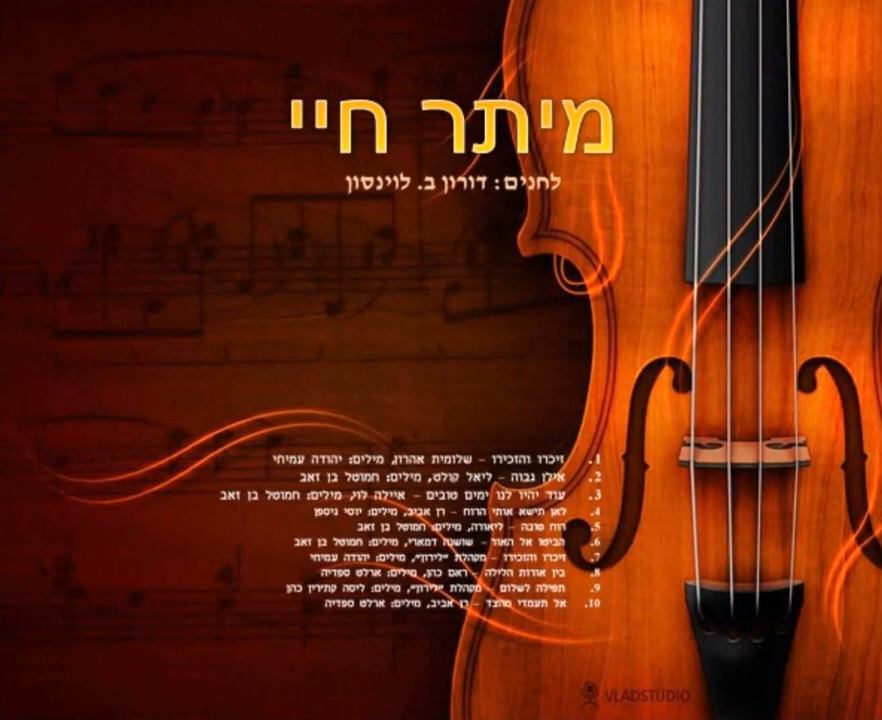 מיתר חיי
לחנים: דורון ב. לוינסון
1. זיכרו והזכירו – שלומית אהרון, מילים: יהודה עמיחי
2. אילן גבוה – ליאל קולט, מילים: חמוטל בן זאב
3. עוד יהיו לנו ימים טובים – איילה לוי, מילים: חמוטל בן זאב
4. לאן תישא אותי הרוח – רן אביב, מילים: יוסי גיספן
5. רוח טובה – ליאורה, מילים: חמוטל בן זאב
6. הביטו אל האור – שושנה דמארי, מילים: חמוטל בן זאב
7. זיכרו והזכירו – מקהלת "לירון", מילים: יהודה עמיחי
8. בין אורות הלילה – ראם כהן, מילים: ארלט ספדיה
9. תפילה לשלום – מקהלת "לירון", מילים: ליסה קתירין כהן
10. אל תעמדי מהצד – רן אביב, מילים: ארלט ספדיה
VLADSTUDIO